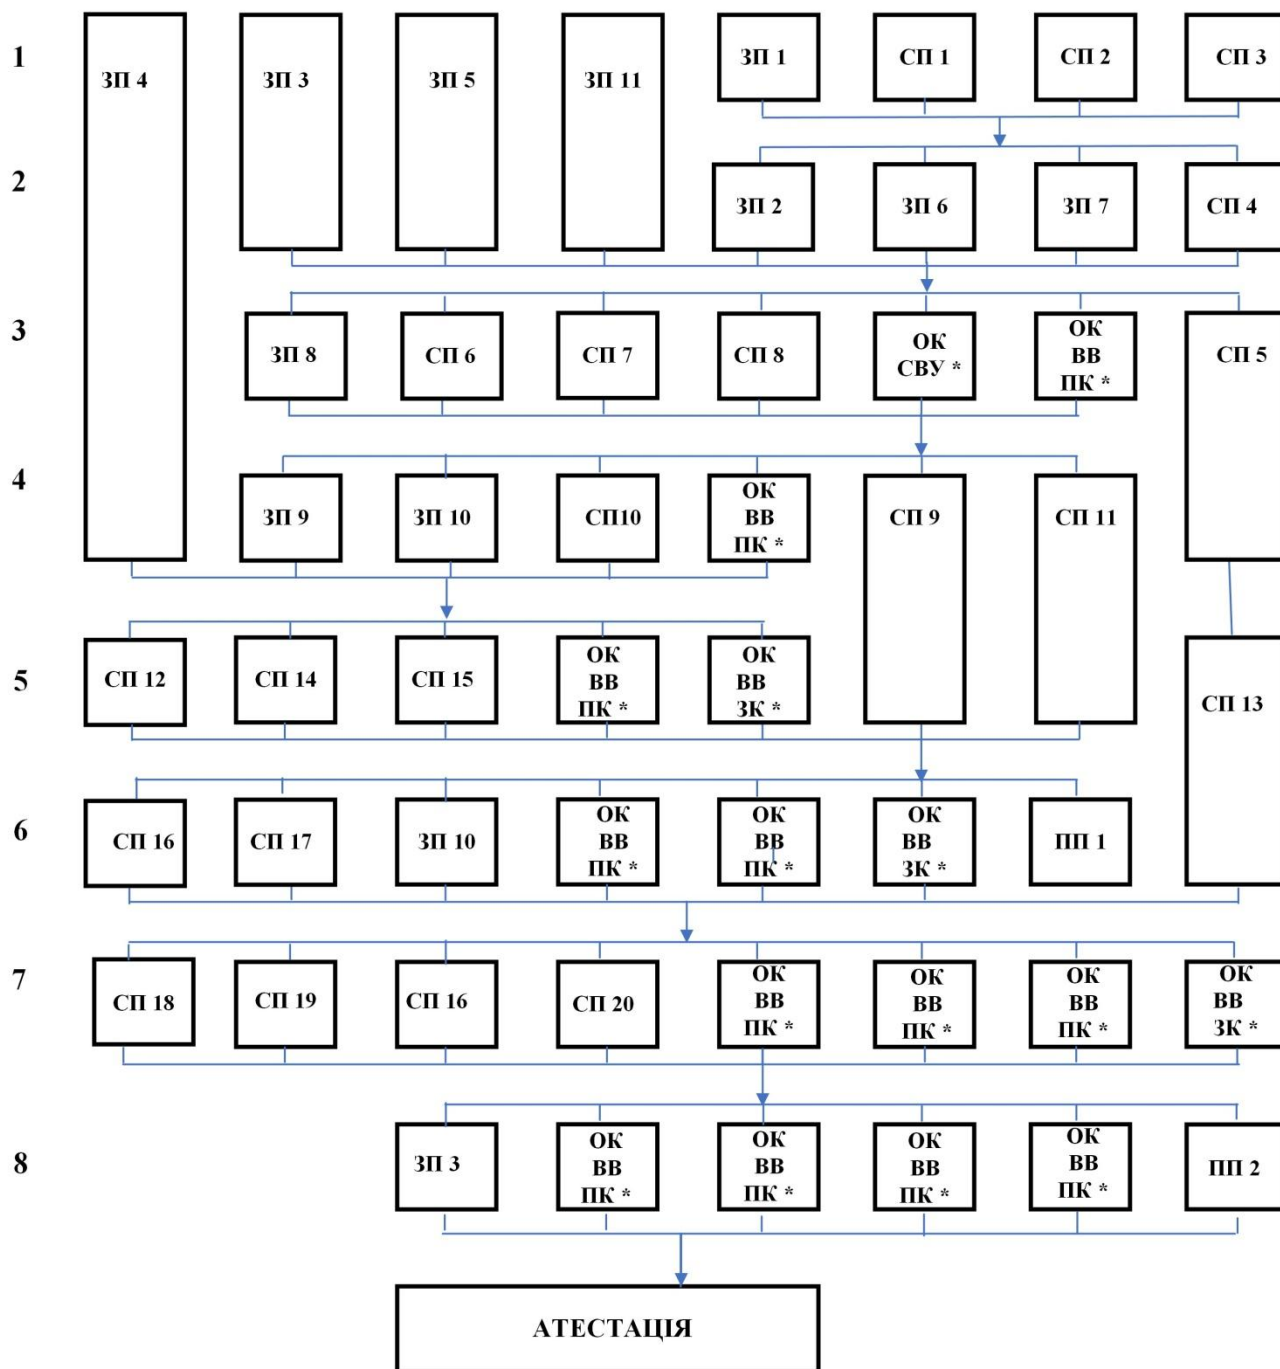 1
ЗП 4
ЗП 3
ЗП 5
ЗП 11
ЗП 1
СП 1
СП 2
СП 3
2
ЗП 2
ЗП 6
ЗП 7
СП 4
3
ЗП 8
СП 6
СП 7
СП 8
ОК
СВУ *
ОК
ВВ
ПК *
СП 5
4
ЗП 9
ЗП 10
СП10
ОК
ВВ
ПК *
СП 9
СП 11
5
СП 12
СП 14
СП 15
ОК
ВВ
ПК *
ОК
ВВ
ЗК *
СП 13
6
СП 16
СП 17
ЗП 10
ОК
ВВ
ПК *
ОК
ВВ
ПК *
ОК
ВВ
ЗК *
ПП 1
7
СП 18
СП 19
СП 16
СП 20
ОК
ВВ
ПК *
ОК
ВВ
ПК *
ОК
ВВ
ПК *
ОК
ВВ
ЗК *
8
ЗП 3
ОК
ВВ
ПК *
ОК
ВВ
ПК *
ОК
ВВ
ПК *
ОК
ВВ
ПК *
ПП 2
АТЕСТАЦІЯ